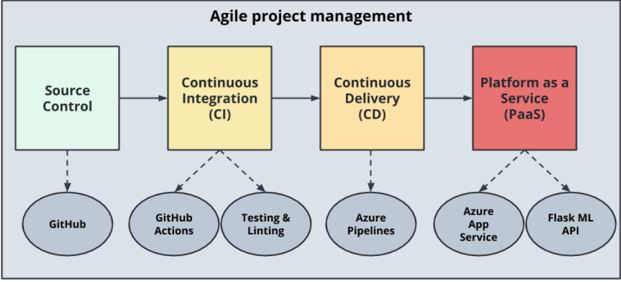 Agile project management
Source
Control
Continuous
Integration
(CI)
Continuous
Delivery
(CD)
Platform as a
Service
(PaaS)
GitHub
GitHub
Actions
Testing &
Linting
Azure
Pipelines
Azure
App
Service
Flask ML
API